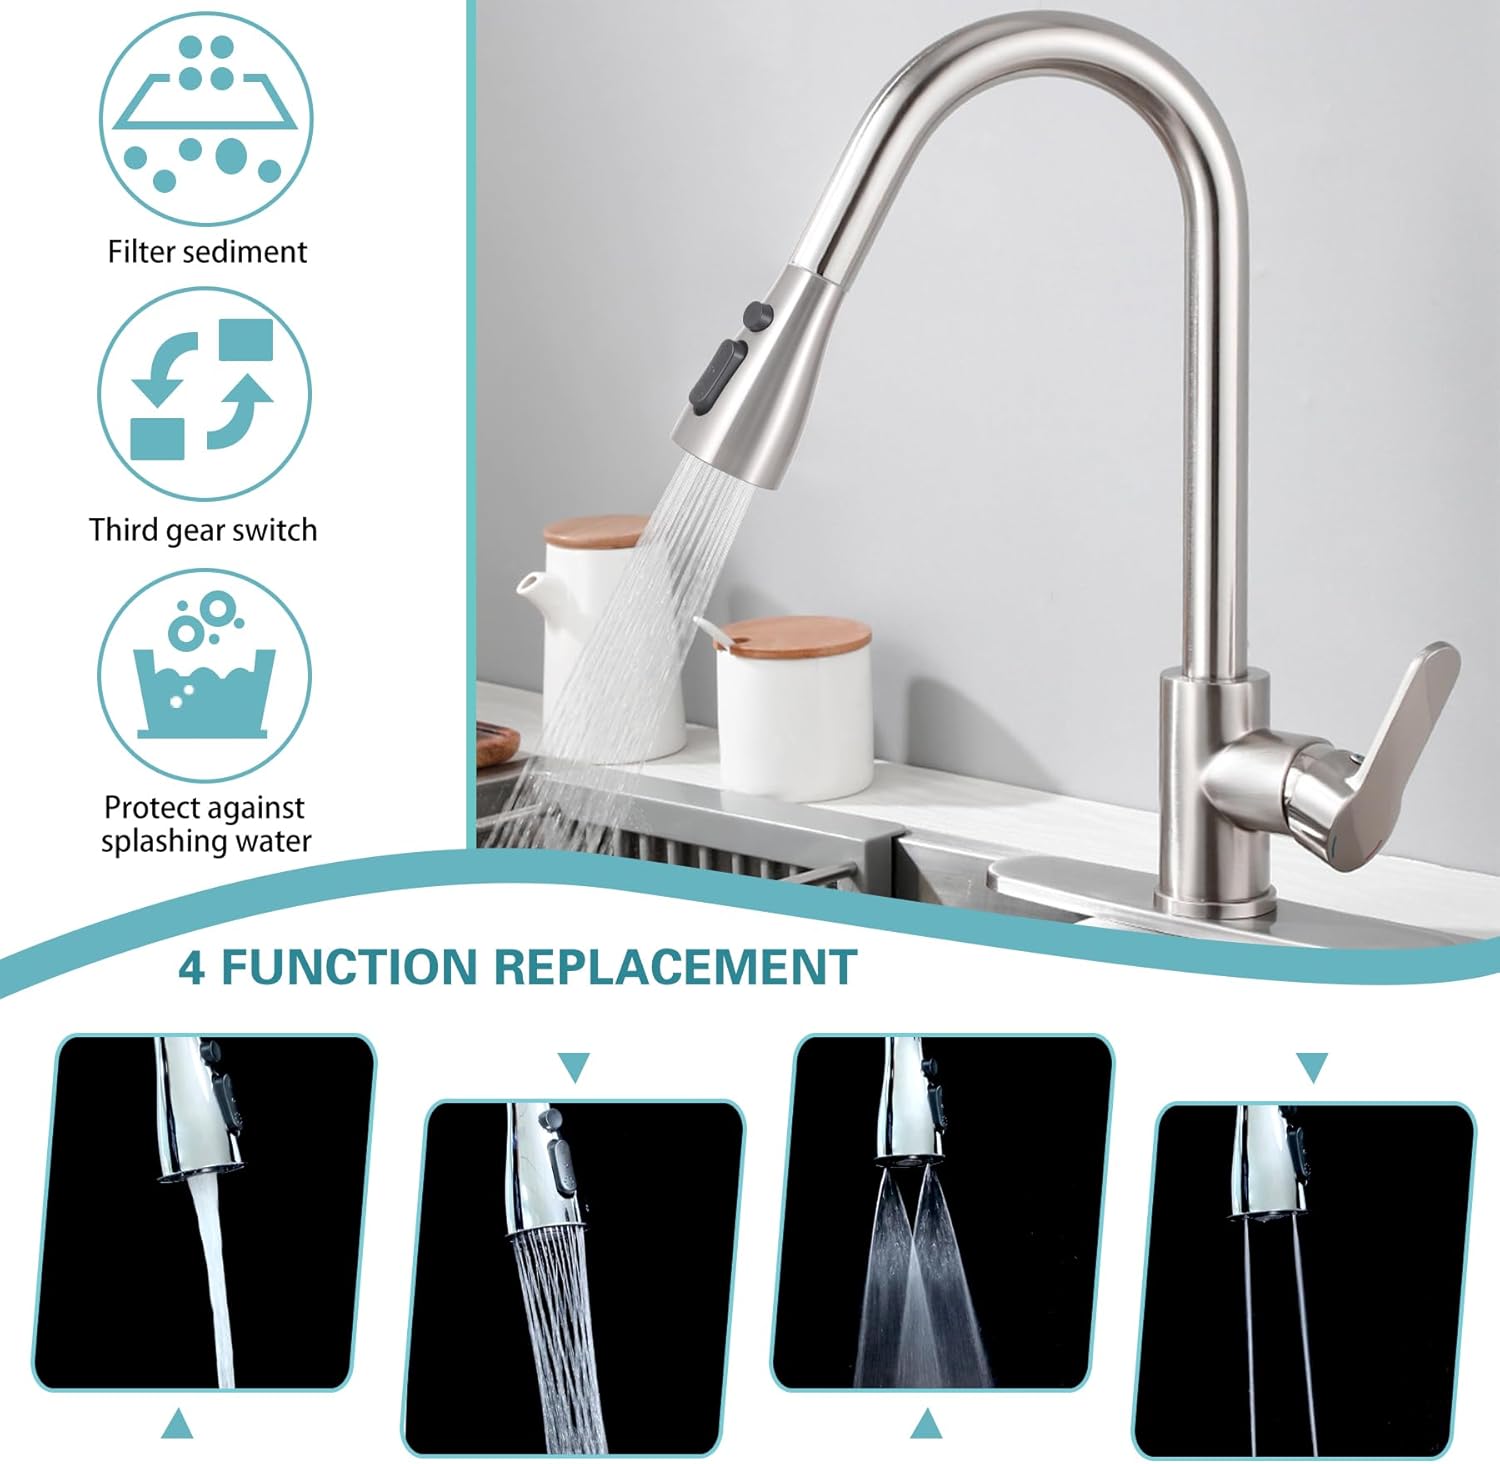 Filter sediment
Third gear switch
Protect against
splashing water
4 FUNCTION REPLACEMENT